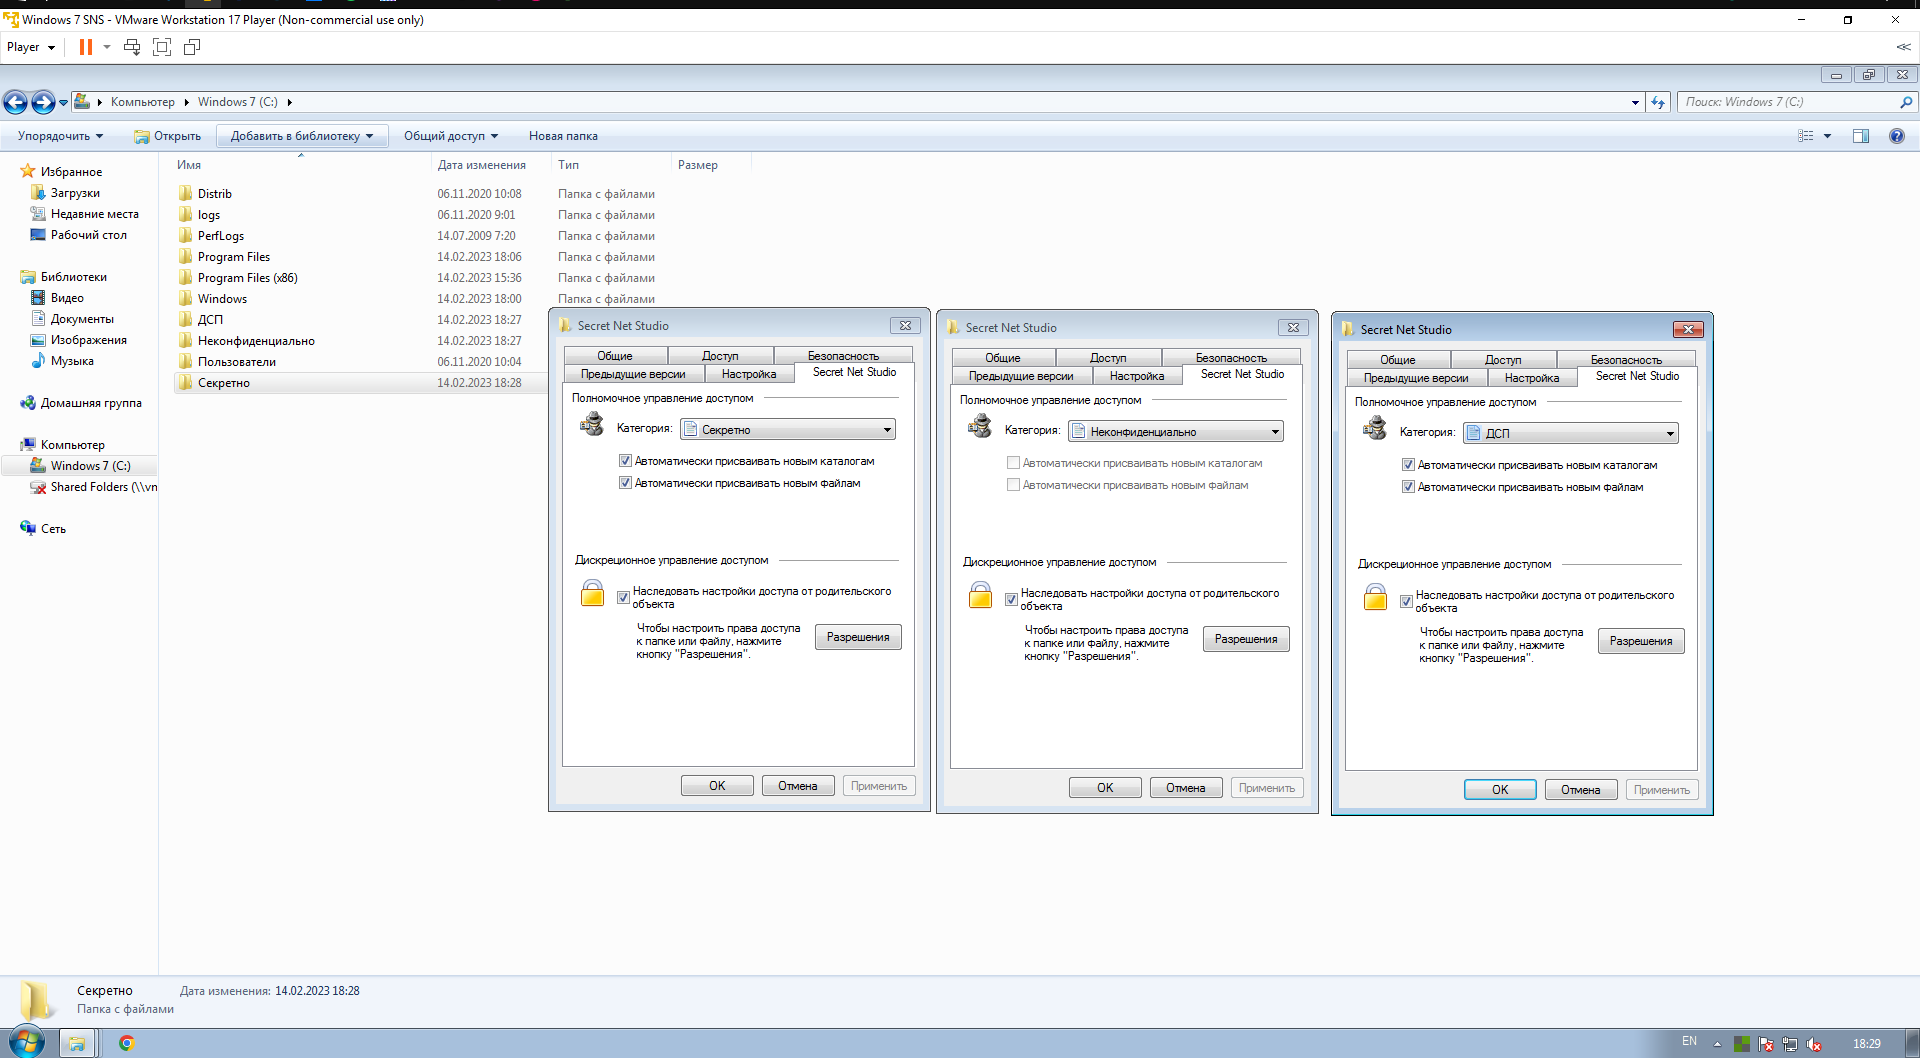 Windows 7 SNS - VMware Workstation 17 Player (Non-commercial use only)
Player
Компьютер Windows 7 (C:)
Поиск: Windows 7 (C:)
Упорядочить Открыть Добавить в библиотеку Общий доступ Новая папка
Имя Дата изменения Тип Размер
Избранное
Загрузки
Недавние места
Рабочий стол
Библиотеки
Видео
Документы
Изображения
Музыка
Домашняя группа
Компьютер
Windows 7 (C:)
Shared Folders (\\vn
Сеть
Distrib 06.11.2020 10:08 Папка с файлами
logs 06.11.2020 9:01 Папка с файлами
PerfLogs 14.07.2009 7:20 Папка с файлами
Program Files 14.02.2023 18:06 Папка с файлами
Program Files (x86) 14.02.2023 15:36 Папка с файлами
Windows 14.02.2023 18:00 Папка с файлами
ДСП 14.02.2023 18:27
Неконфиденциально 14.02.2023 18:27
Пользователи 06.11.2020 10:04
Секретно 14.02.2023 18:28
Secret Net Studio
Общие Доступ Безопасность
Предыдущие версии Настройка Secret Net Studio
Полномочное управление доступом
Категория: Секретно
Автоматически присваивать новым каталогам
Автоматически присваивать новым файлам
Дискреционное управление доступом
Наследовать настройки доступа от родительского
объекта
Чтобы настроить права доступа
к папке или файлу, нажмите
кнопку "Разрешения".
Разрешения
OK Отмена Применить
Secret Net Studio
Общие Доступ Безопасность
Предыдущие версии Настройка Secret Net Studio
Полномочное управление доступом
Категория: Неконфиденциально
Автоматически присваивать новым каталогам
Автоматически присваивать новым файлам
Дискреционное управление доступом
Наследовать настройки доступа от родительского
объекта
Чтобы настроить права доступа
к папке или файлу, нажмите
кнопку "Разрешения".
Разрешения
OK Отмена Применить
Secret Net Studio
Общие Доступ Безопасность
Предыдущие версии Настройка Secret Net Studio
Полномочное управление доступом
Категория: ДСП
Автоматически присваивать новым каталогам
Автоматически присваивать новым файлам
Дискреционное управление доступом
Наследовать настройки доступа от родительского
объекта
Чтобы настроить права доступа
к папке или файлу, нажмите
кнопку "Разрешения".
Разрешения
OK Отмена Применить
Секретно Дата изменения: 14.02.2023 18:28
Папка с файлами
EN 18:29